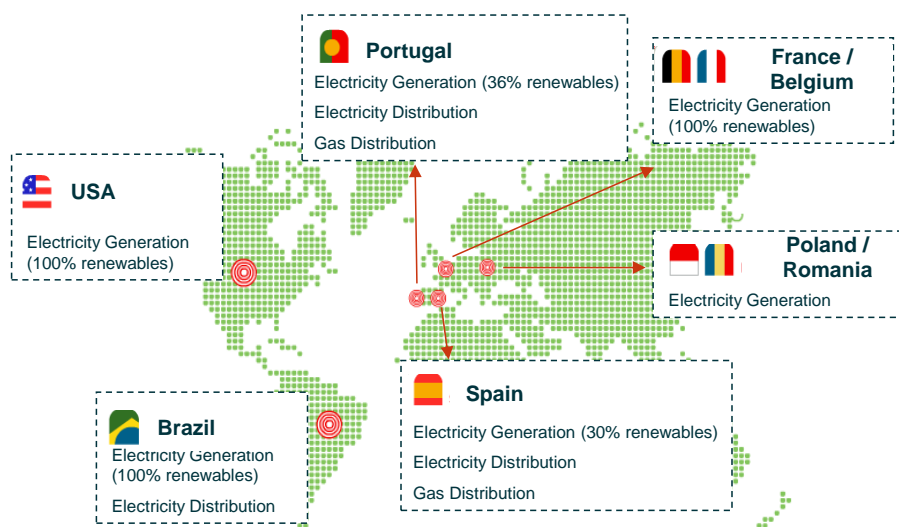 Portugal
Electricity Generation (36% renewables)
Electricity Distribution
Gas Distribution
France /
Belgium
Electricity Generation
(100% renewables)
USA
Electricity Generation
(100% renewables)
Poland /
Romania
Electricity Generation
Spain
Electricity Generation (30% renewables)
Electricity Distribution
Gas Distribution
Brazil
Electricity Generation
(100% renewables)
Electricity Distribution